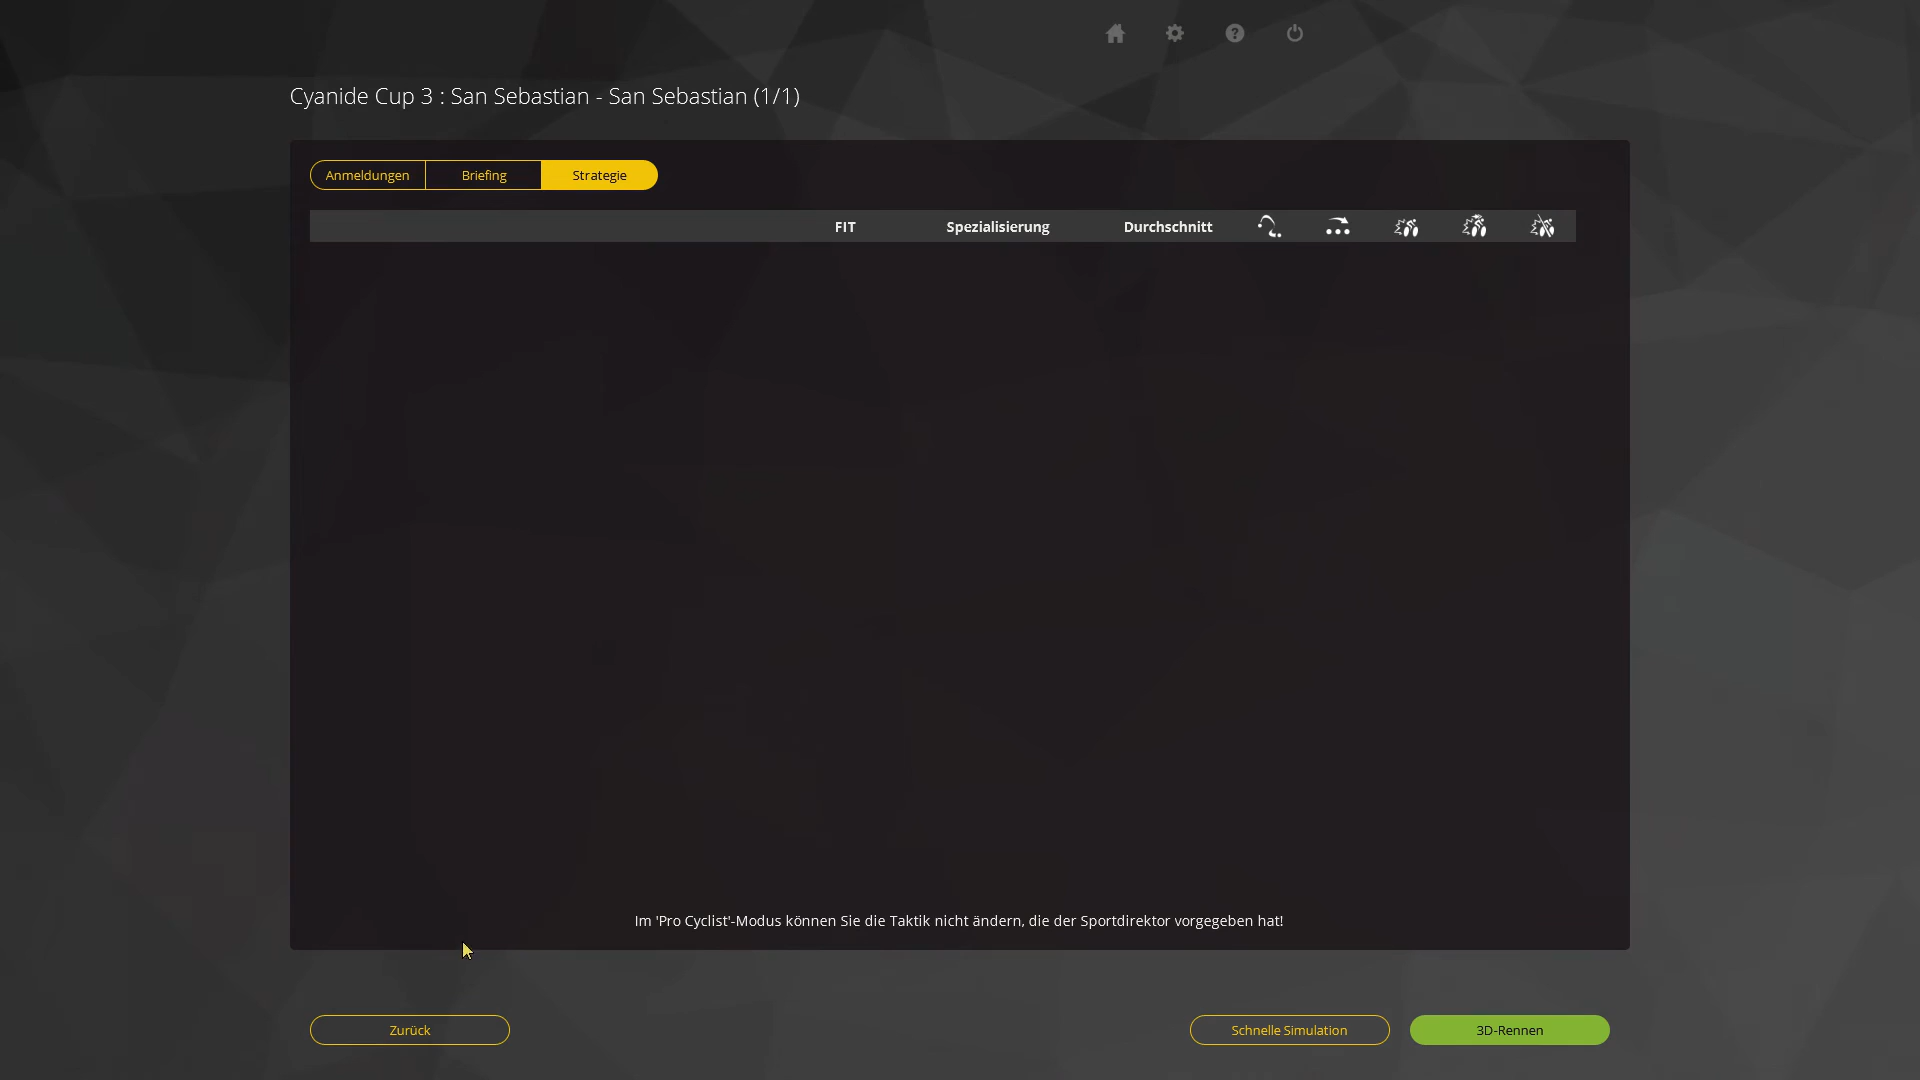 Cyanide Cup 3 : San Sebastian - San Sebastian (1/1)
Anmeldungen Briefing Strategie
FIT Spezialisierung Durchschnitt
Im 'Pro Cyclist'-Modus können Sie die Taktik nicht ändern, die der Sportdirektor vorgegeben hat!
Zurück Schnelle Simulation 3D-Rennen